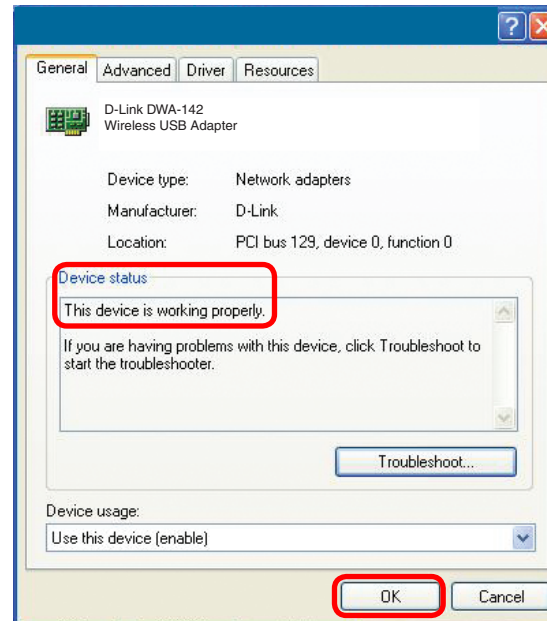 ?
General Advanced Driver Resources
D-Link DWA-142
Wireless USB Adapter
Device type: Network adapters
Manufacturer: D-Link
Location: PCI bus 129, device 0, function 0
Device status
This device is working properly.
If you are having problems with this device, click Troubleshoot to
start the troubleshooter.
Troubleshoot...
Device usage:
Use this device (enable)
OK Cancel